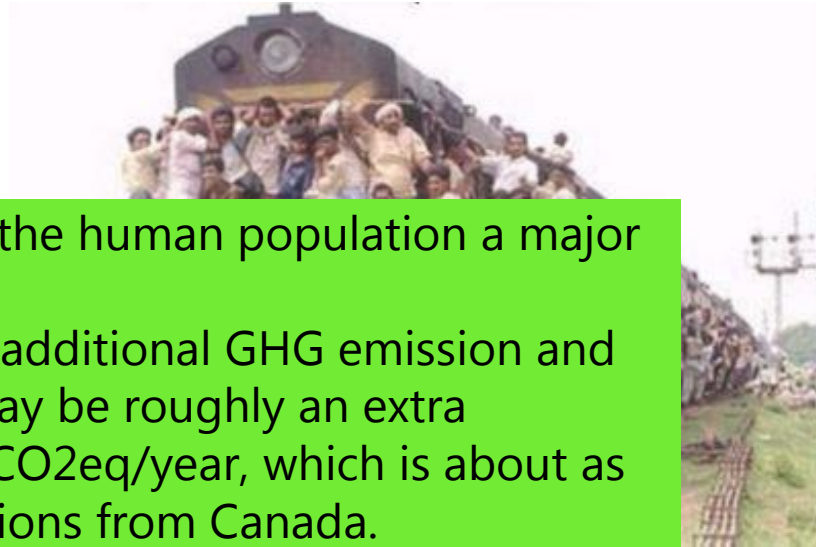 the human population a major
additional GHG emission and
ay be roughly an extra
CO2eq/year, which is about as
ions from Canada.